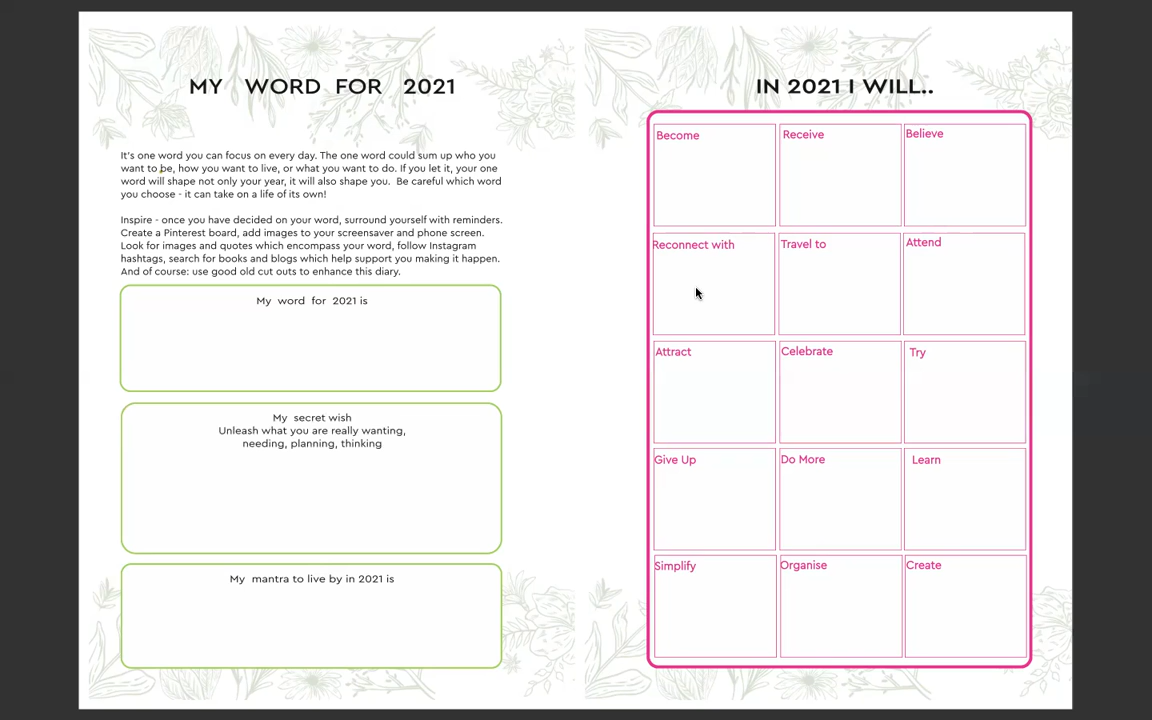 MY WORD FOR 2021
It's one word you can focus on every day. The one word could sum up who you
want to be, how you want to live, or what you want to do. If you let it, your one
word will shape not only your year, it will also shape you. Be careful which word
you choose - it can take on a life of its own!
Inspire - once you have decided on your word, surround yourself with reminders.
Create a Pinterest board, add images to your screensaver and phone screen.
Look for images and quotes which encompass your word, follow Instagram
hashtags, search for books and blogs which help support you making it happen.
And of course: use good old cut outs to enhance this diary.
My word for 2021 is
My secret wish
Unleash what you are really wanting,
needing, planning, thinking
My mantra to live by in 2021 is
IN 2021 I WILL..
Become
Receive
Believe
Reconnect with
Travel to
Attend
Attract
Celebrate
Try
Give Up
Do More
Learn
Simplify
Organise
Create